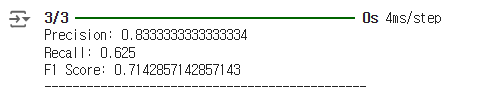 3/3 ━━━━━━━━━━━━━━━━━━━━ 0s 4ms/step
Precision: 0.8333333333333334
Recall: 0.625
F1 Score: 0.7142857142857143
--------------------------------------------------